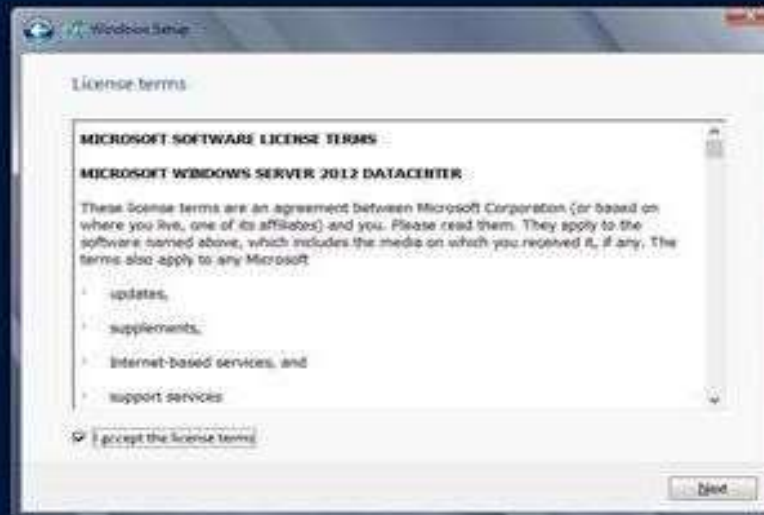 Windows Setup
License terms
MICROSOFT SOFTWARE LICENSE TERMS
MICROSOFT WINDOWS SERVER 2012 DATACENTER
These license terms are an agreement between Microsoft Corporation (or based on
where you live, one of its affiliates) and you. Please read them. They apply to the
software named above, which includes the media on which you received it, if any. The
terms also apply to any Microsoft
· updates,
· supplements,
· Internet-based services, and
· support services
I accept the license terms
Next